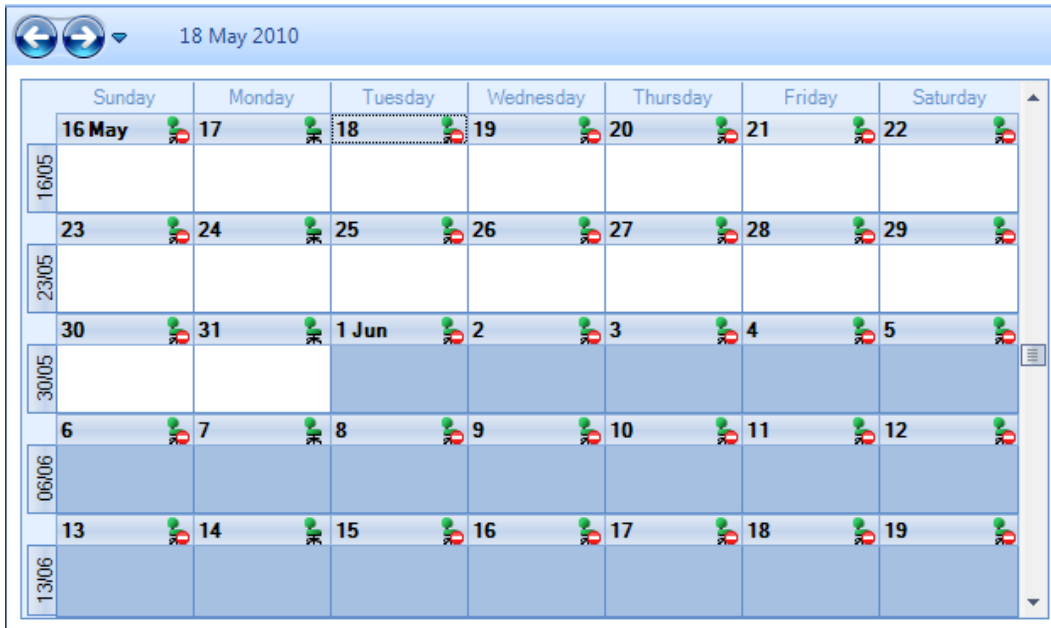 18 May 2010
Sunday Monday Tuesday Wednesday Thursday Friday Saturday
16 May 17 18 19 20 21 22
16/05
23 24 25 26 27 28 29
23/05
30 31 1 Jun 2 3 4 5
30/05
6 7 8 9 10 11 12
06/06
13 14 15 16 17 18 19
13/06